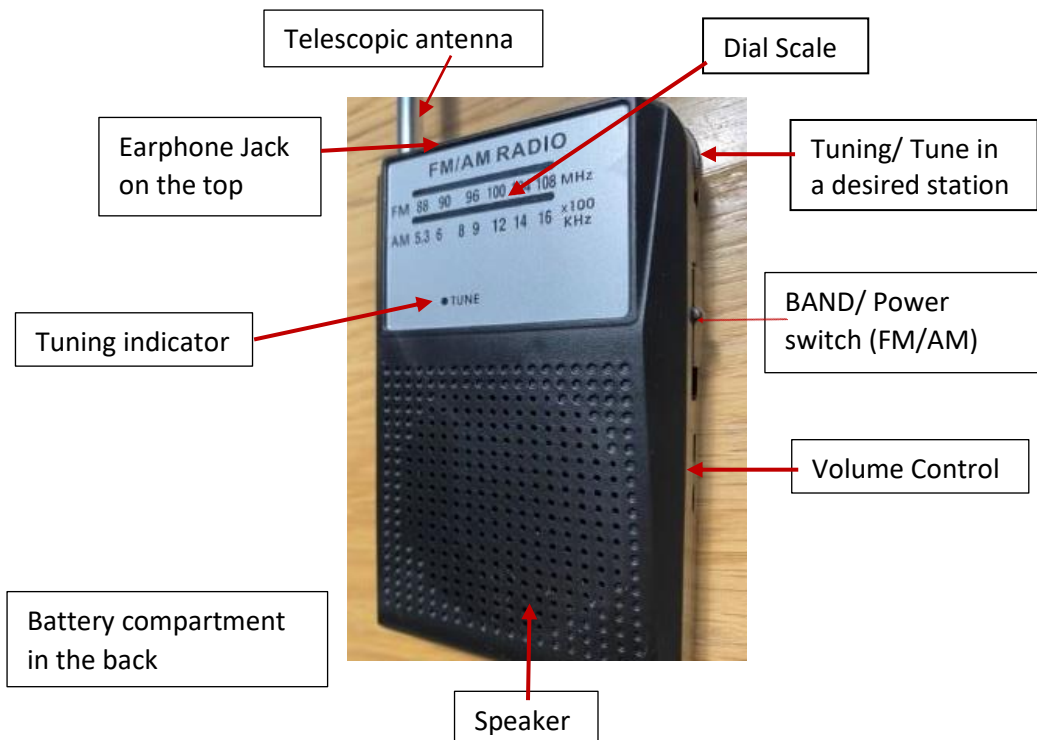 Telescopic antenna
Dial Scale
Earphone Jack
on the top
Tuning/ Tune in
a desired station
FM/AM RADIO
FM 88 90 96 100 108 MHz
AM 5.3 6 8 9 12 14 16 x100
KHz
TUNE
BAND/ Power
switch (FM/AM)
Tuning indicator
Volume Control
Battery compartment
in the back
Speaker